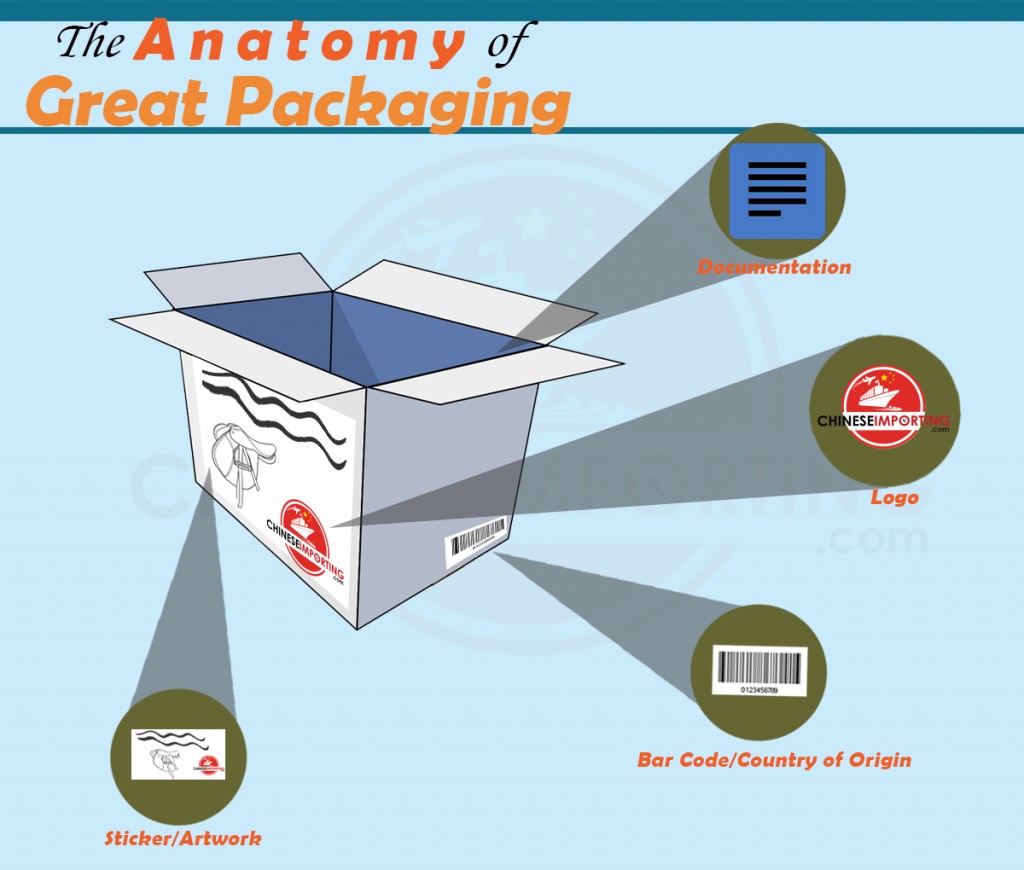 The Anatomy of
Great Packaging
Documentation
CHINESEIMPORTING
.com
Logo
CHINESEIMPORTING
.com
CHINESEIMPORTING
.com
0123456789
Bar Code/Country of Origin
CHINESEIMPORTING
Sticker/Artwork